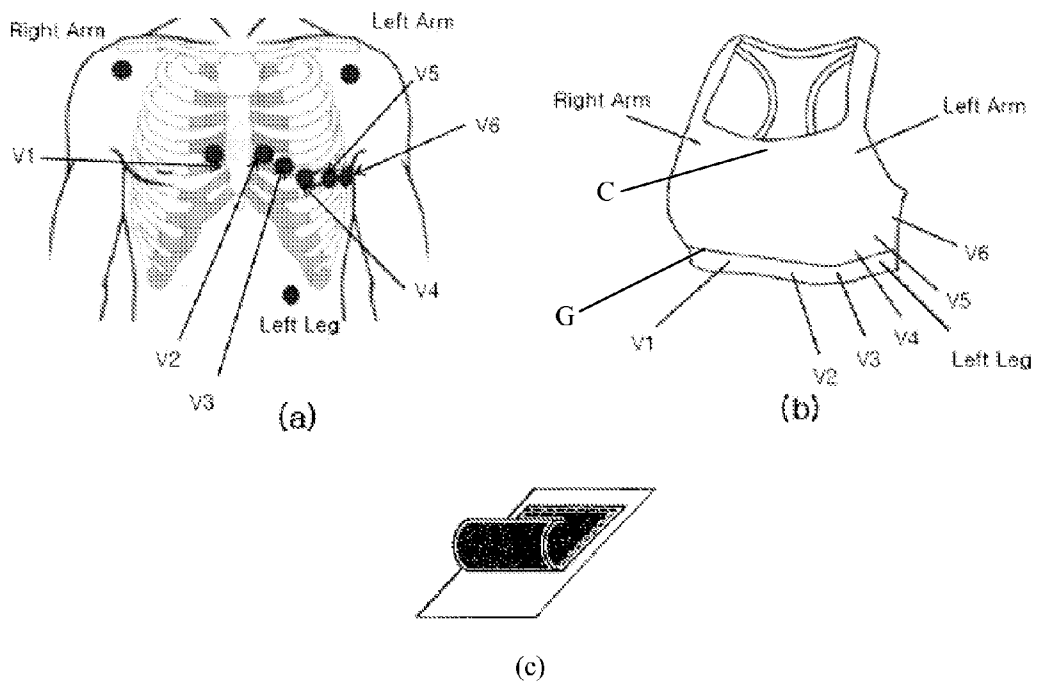 Right Arm
Left Arm
V5
V6
V1
V4
Left Leg
V2
V3
(a)
Right Arm
Left Arm
C
V6
V5
G
V4
V1
V3
Left Leg
V2
(b)
(c)